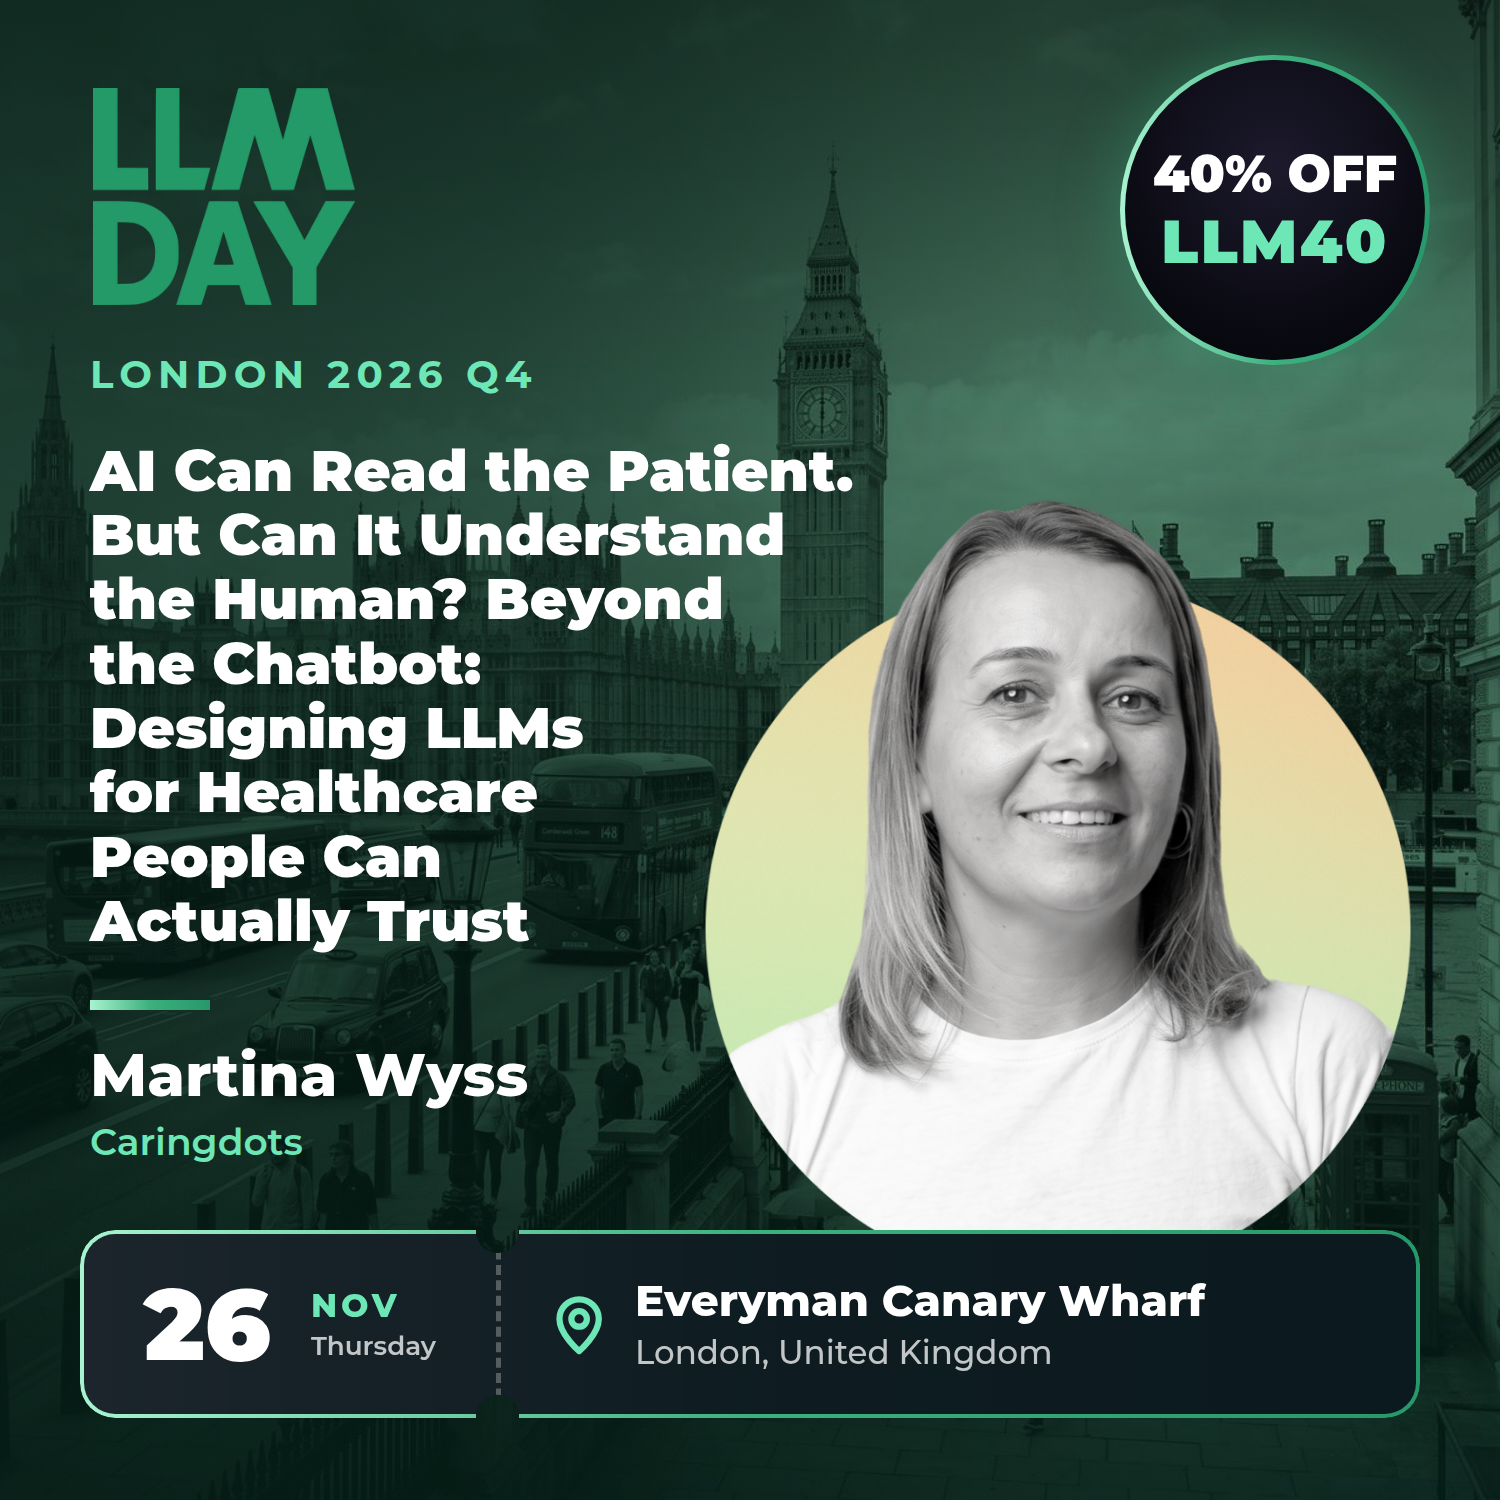 LLM
DAY
40% OFF
LLM40
LONDON 2026 Q4
AI Can Read the Patient.
But Can It Understand
the Human? Beyond
the Chatbot:
Designing LLMs
for Healthcare
People Can
Actually Trust
148
PHONE
Martina Wyss
Caringdots
26
NOV
Thursday
Everyman Canary Wharf
London, United Kingdom